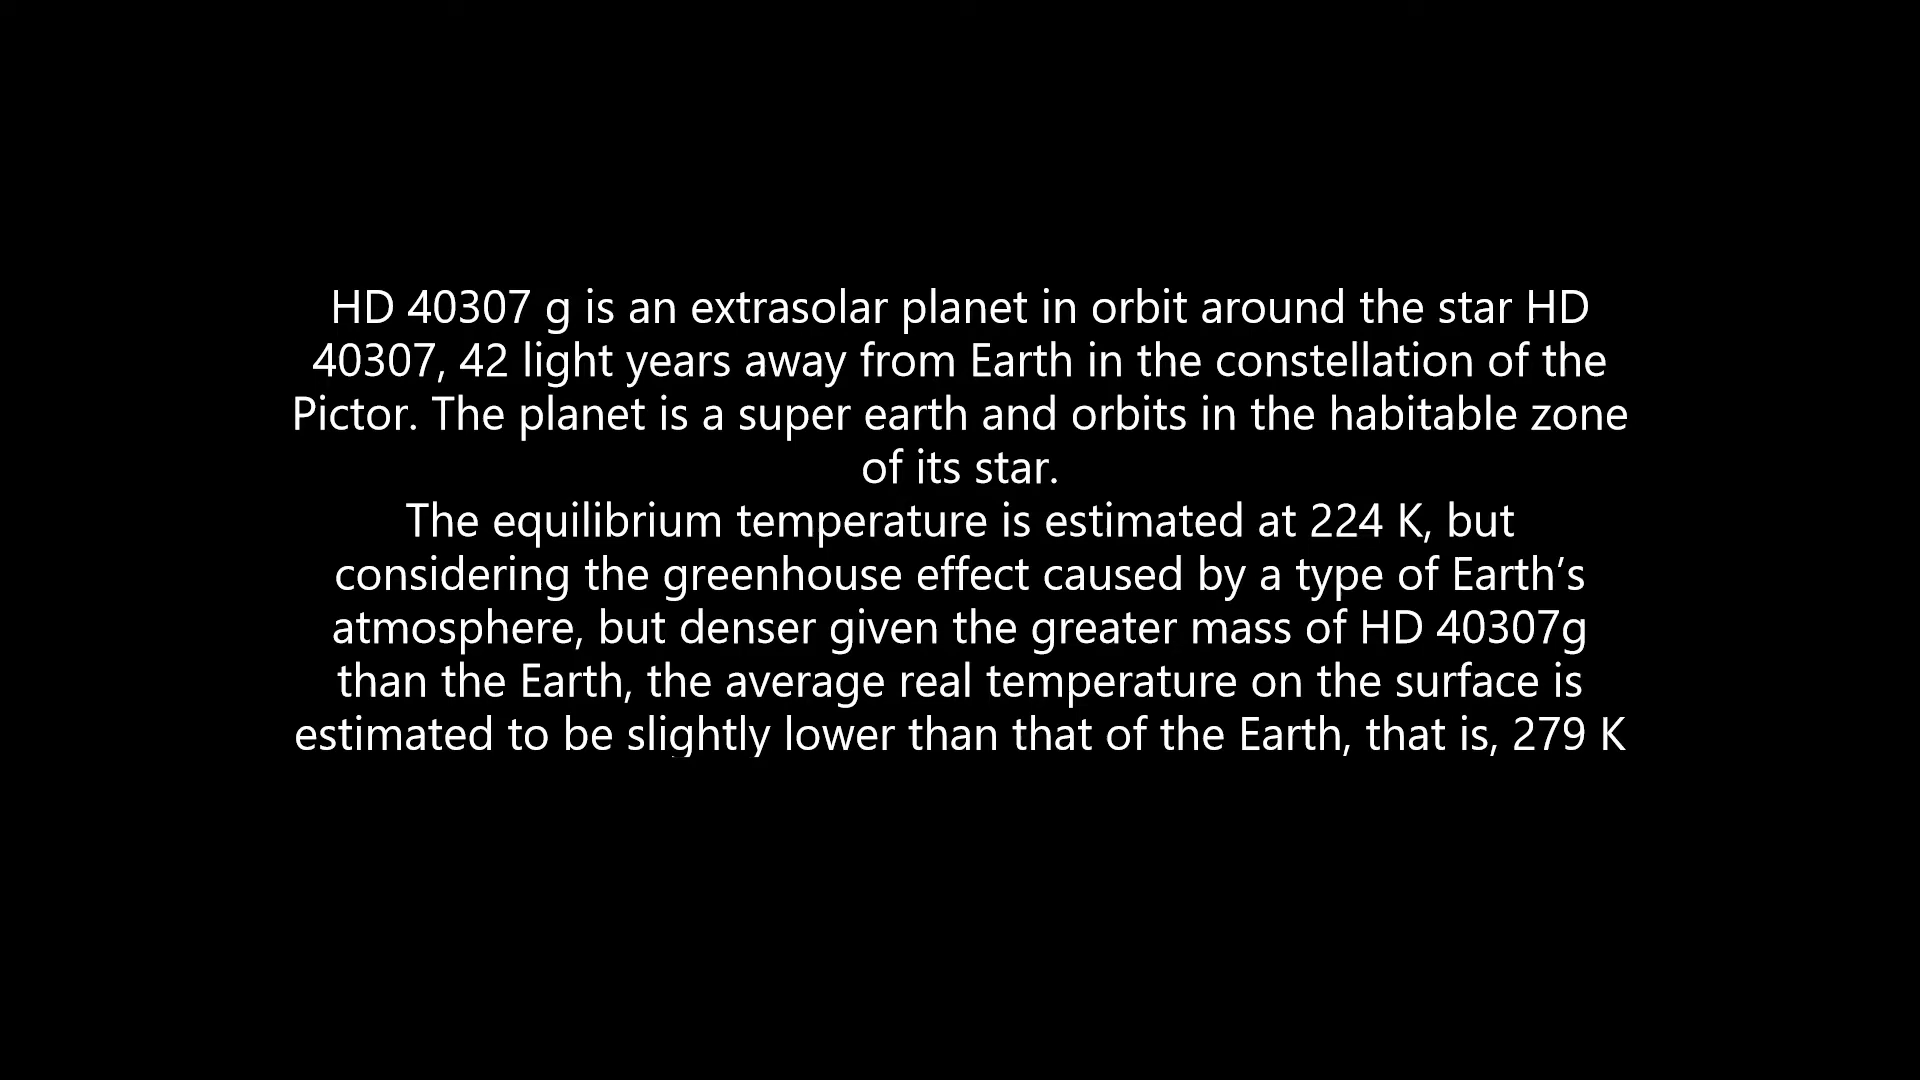 HD 40307 g is an extrasolar planet in orbit around the star HD
40307, 42 light years away from Earth in the constellation of the
Pictor. The planet is a super earth and orbits in the habitable zone
of its star.
The equilibrium temperature is estimated at 224 K, but
considering the greenhouse effect caused by a type of Earth’s
atmosphere, but denser given the greater mass of HD 40307g
than the Earth, the average real temperature on the surface is
estimated to be slightly lower than that of the Earth, that is, 279 K